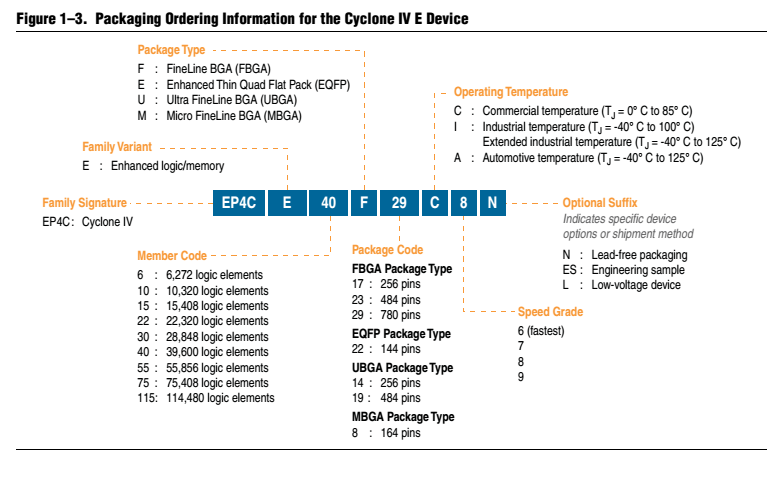 Figure 1–3. Packaging Ordering Information for the Cyclone IV E Device
Package Type
F : FineLine BGA (FBGA)
E : Enhanced Thin Quad Flat Pack (EQFP)
U : Ultra FineLine BGA (UBGA)
M : Micro FineLine BGA (MBGA)
Operating Temperature
C : Commercial temperature (TJ = 0° C to 85° C)
I : Industrial temperature (TJ = -40° C to 100° C)
Extended industrial temperature (TJ = -40° C to 125° C)
A : Automotive temperature (TJ = -40° C to 125° C)
Family Variant
E : Enhanced logic/memory
Family Signature
EP4C: Cyclone IV
EP4C E 40 F 29 C 8 N
Optional Suffix
Indicates specific device
options or shipment method
N : Lead-free packaging
ES : Engineering sample
L : Low-voltage device
Member Code
6 : 6,272 logic elements
10 : 10,320 logic elements
15 : 15,408 logic elements
22 : 22,320 logic elements
30 : 28,848 logic elements
40 : 39,600 logic elements
55 : 55,856 logic elements
75 : 75,408 logic elements
115: 114,480 logic elements
Package Code
FBGA Package Type
17 : 256 pins
23 : 484 pins
29 : 780 pins
EQFP Package Type
22 : 144 pins
UBGA Package Type
14 : 256 pins
19 : 484 pins
MBGA Package Type
8 : 164 pins
Speed Grade
6 (fastest)
7
8
9